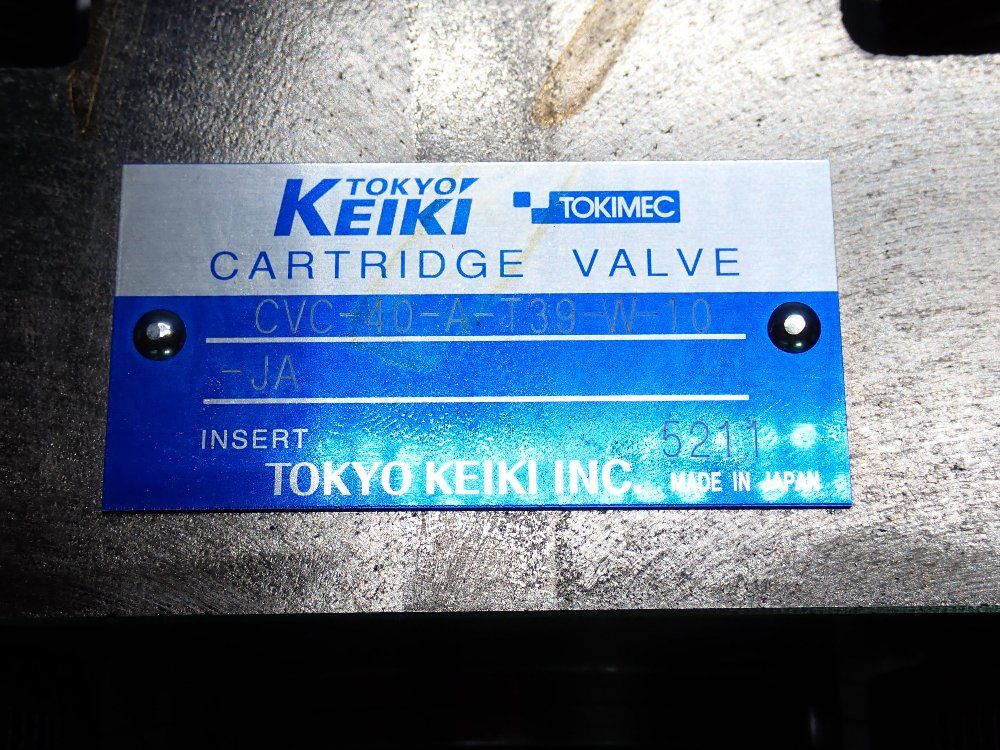 TOKYO KEIKI TOKIMEC
CARTRIDGE VALVE
CVC-40-A-T39-W-10
-JA
INSERT 5211
TOKYO KEIKI INC. MADE IN JAPAN